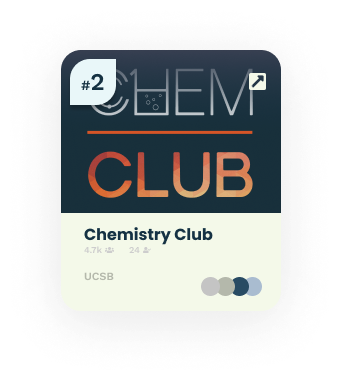 #2
CHEM
CLUB
Chemistry Club
4.7k 24
UCSB